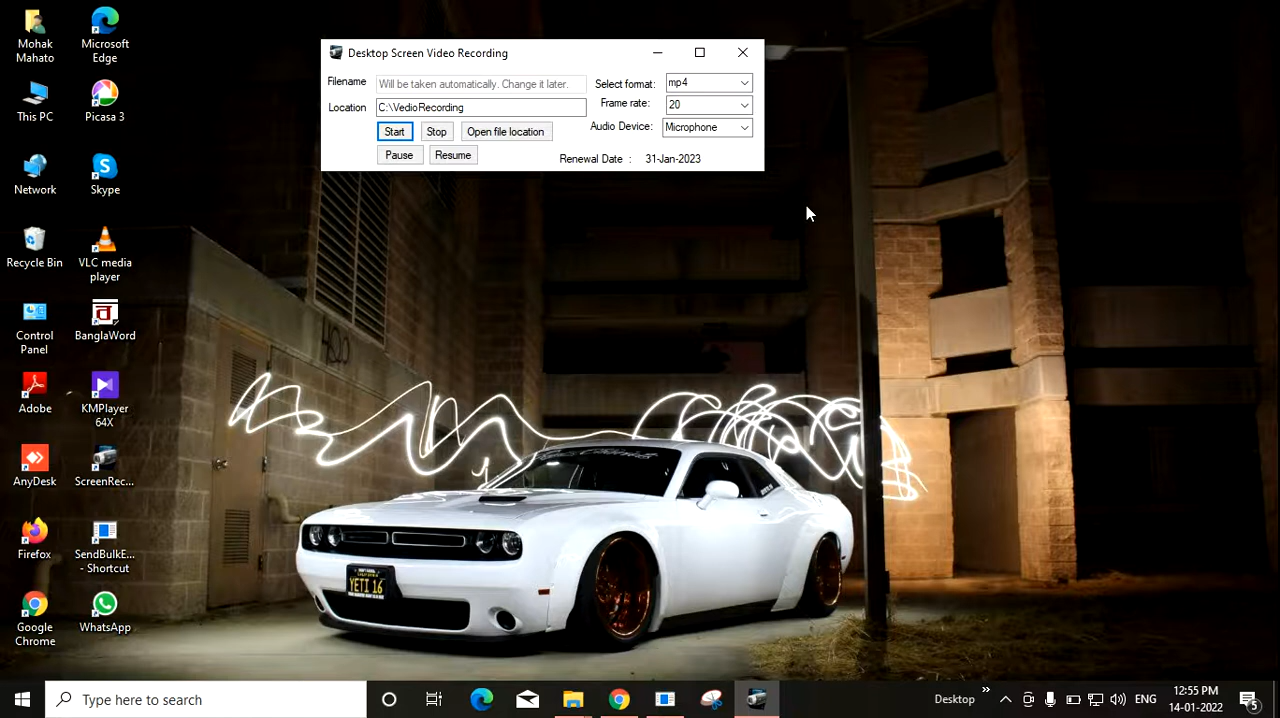 Mohak
Mahato
Microsoft
Edge
This PC
Picasa 3
Network
Skype
Recycle Bin
VLC media
player
Control
Panel
BanglaWord
Adobe
KMPlayer
64X
AnyDesk
ScreenRec...
Firefox
SendBulkE...
- Shortcut
Google
Chrome
WhatsApp
Desktop Screen Video Recording
Filename
Will be taken automatically. Change it later.
Select format:
mp4
Location
C:\VedioRecording
Frame rate:
20
Start
Stop
Open file location
Audio Device:
Microphone
Pause
Resume
Renewal Date :
31-Jan-2023
YETI 16
Type here to search
Desktop
ENG
12:55 PM
14-01-2022
5